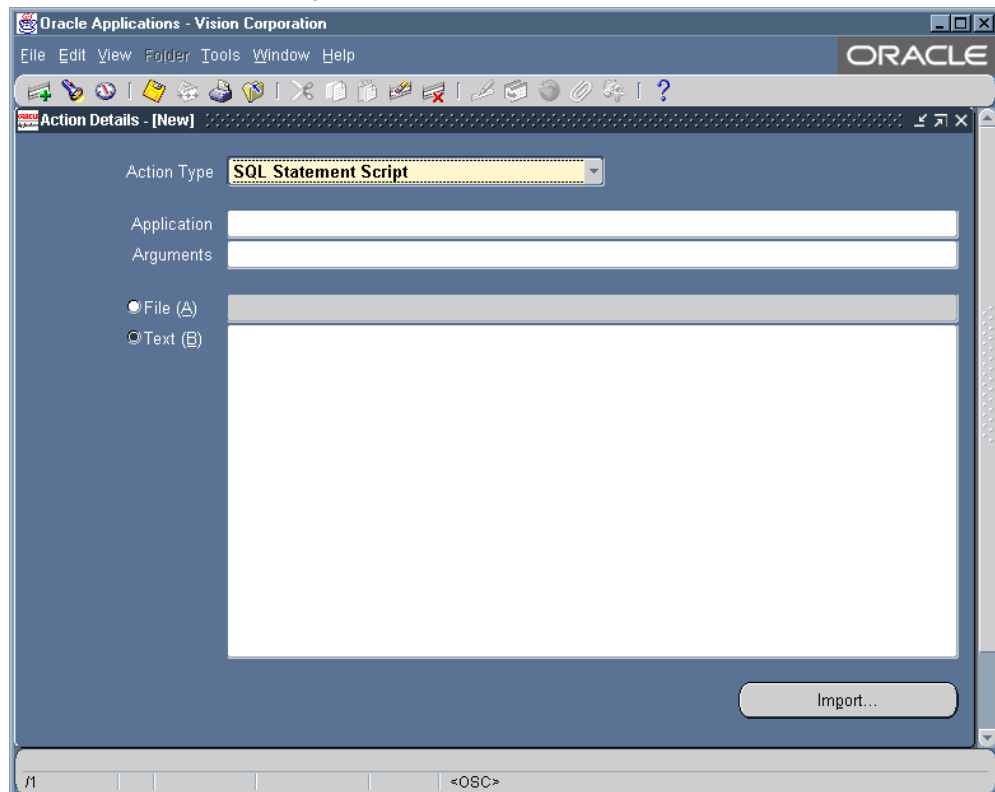 Oracle Applications - Vision Corporation
File Edit View Folder Tools Window Help
ORACLE
Action Details - [New]
Action Type SQL Statement Script
Application
Arguments
File (A)
Text (B)
Import...
/1 <OSC>